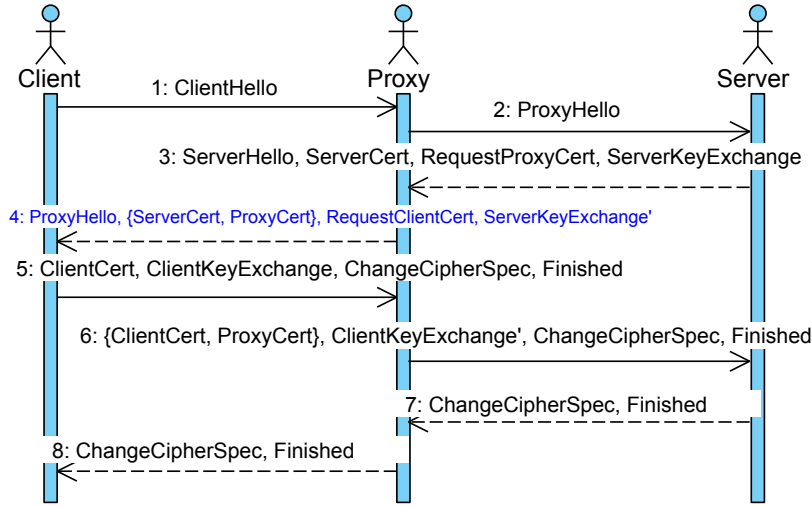 Client
Proxy
Server
1: ClientHello
2: ProxyHello
3: ServerHello, ServerCert, RequestProxyCert, ServerKeyExchange
4: ProxyHello, {ServerCert, ProxyCert}, RequestClientCert, ServerKeyExchange'
5: ClientCert, ClientKeyExchange, ChangeCipherSpec, Finished
6: {ClientCert, ProxyCert}, ClientKeyExchange', ChangeCipherSpec, Finished
7: ChangeCipherSpec, Finished
8: ChangeCipherSpec, Finished